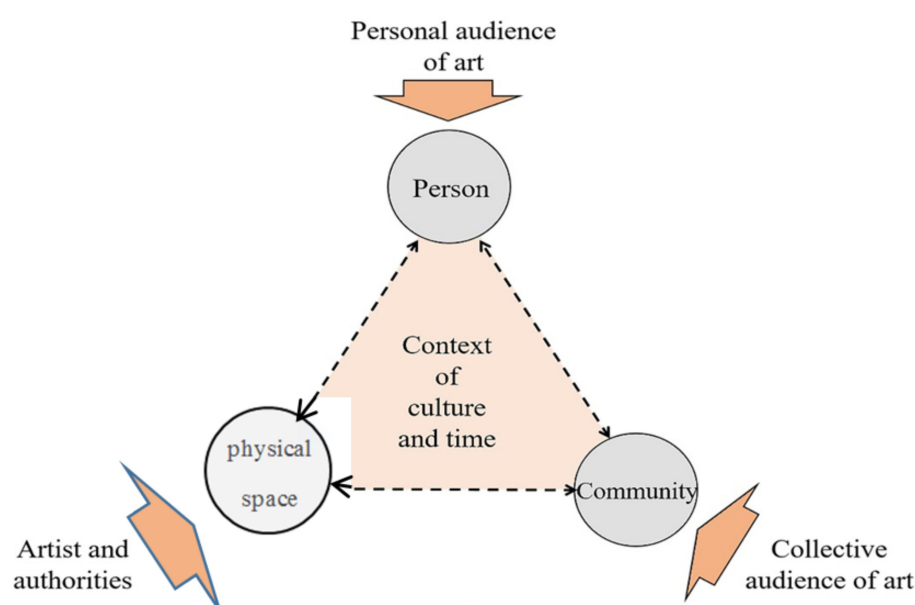 Personal audience
of art
Person
Context
of
culture
and time
physical
space
Community
Artist and
authorities
Collective
audience of art